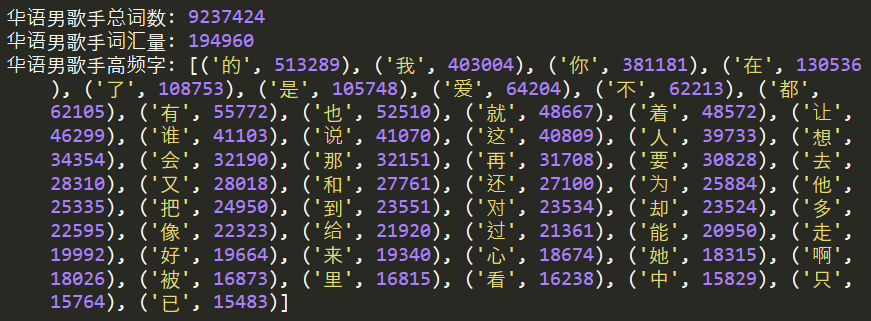 华语男歌手总词数: 9237424
华语男歌手词汇量: 194960
华语男歌手高频字: [('的', 513289), ('我', 403004), ('你', 381181), ('在', 130536
), ('了', 108753), ('是', 105748), ('爱', 64204), ('不', 62213), ('都',
62105), ('有', 55772), ('也', 52510), ('就', 48667), ('着', 48572), ('让',
46299), ('谁', 41103), ('说', 41070), ('这', 40809), ('人', 39733), ('想',
34354), ('会', 32190), ('那', 32151), ('再', 31708), ('要', 30828), ('去',
28310), ('又', 28018), ('和', 27761), ('还', 27100), ('为', 25884), ('他',
25335), ('把', 24950), ('到', 23551), ('对', 23534), ('却', 23524), ('多',
22595), ('像', 22323), ('给', 21920), ('过', 21361), ('能', 20950), ('走',
19992), ('好', 19664), ('来', 19340), ('心', 18674), ('她', 18315), ('啊',
18026), ('被', 16873), ('里', 16815), ('看', 16238), ('中', 15829), ('只',
15764), ('已', 15483)]